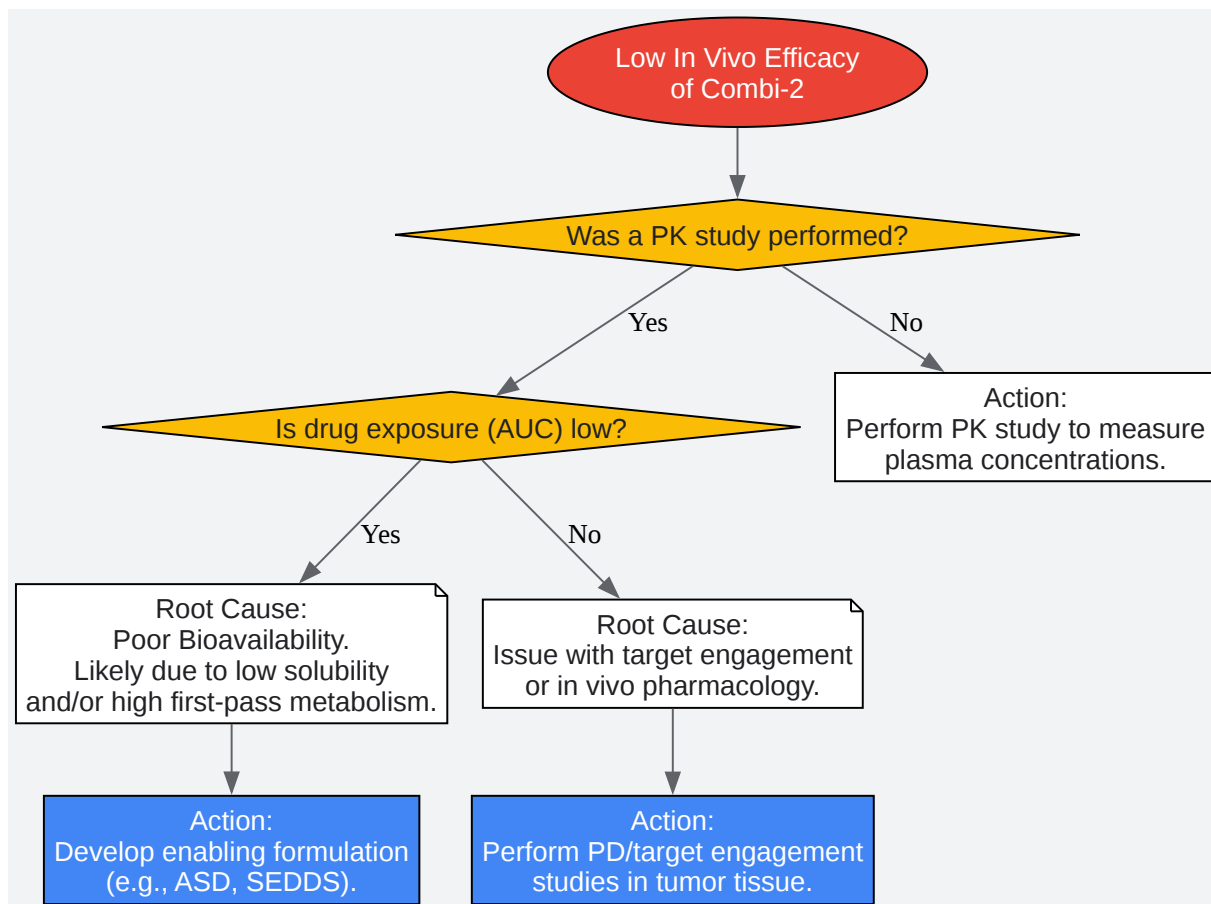 Low In Vivo Efficacy
of Combi-2
Was a PK study performed?
Yes
No
Is drug exposure (AUC) low?
Action:
Perform PK study to measure
plasma concentrations.
Yes
No
Root Cause:
Poor Bioavailability.
Likely due to low solubility
and/or high first-pass metabolism.
Root Cause:
Issue with target engagement
or in vivo pharmacology.
Action:
Develop enabling formulation
(e.g., ASD, SEDDS).
Action:
Perform PD/target engagement
studies in tumor tissue.